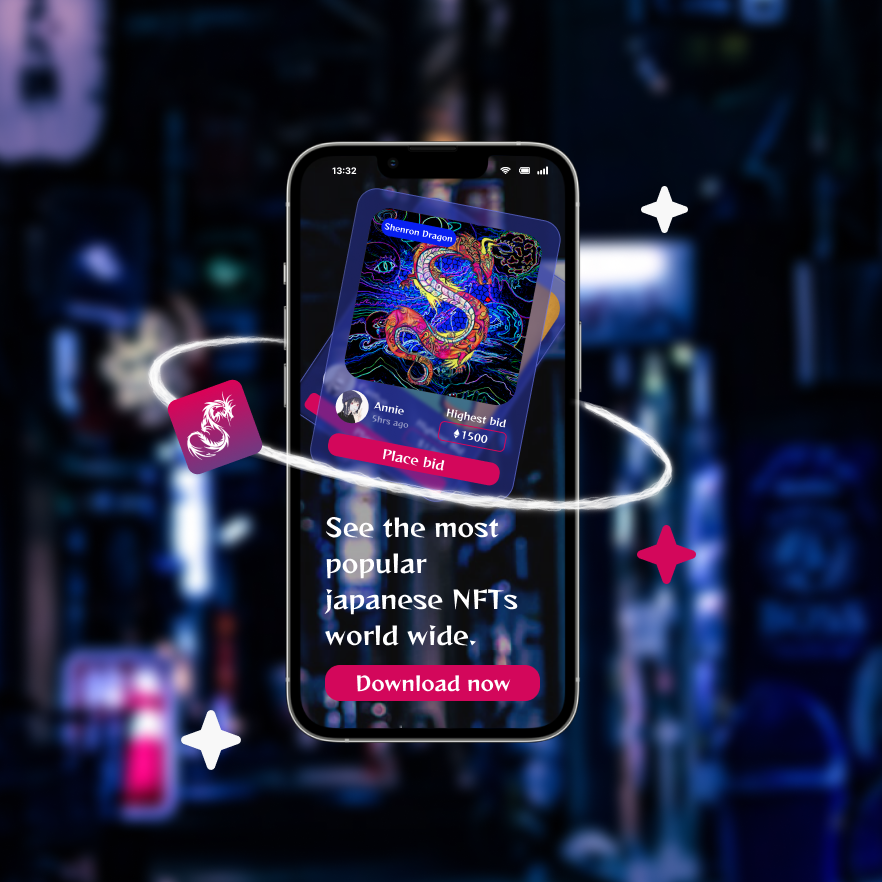 13:32
Shenron Dragon
Annie
5hrs ago
Highest bid
1500
Place bid
See the most
popular
japanese NFTs
world wide.
Download now